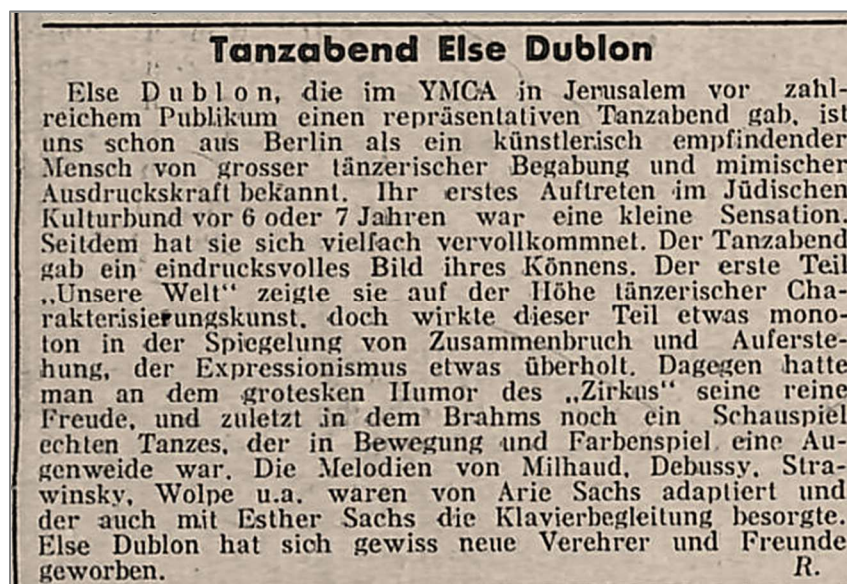 Tanzabend Else Dublon
Else Dublon, die im YMCA in Jerusalem vor zahl-
reichem Publikum einen repräsentativen Tanzabend gab, ist
uns schon aus Berlin als ein künstlerisch empfindender
Mensch von grosser tänzerischer Begabung und mimischer
Ausdruckskraft bekannt. Ihr erstes Auftreten im Jüdischen
Kulturbund vor 6 oder 7 Jahren war eine kleine Sensation.
Seitdem hat sie sich vielfach vervollkommnet. Der Tanzabend
gab ein eindrucksvolles Bild ihres Könnens. Der erste Teil
„Unsere Welt“ zeigte sie auf der Höhe tänzerischer Cha-
rakterisierungskunst, doch wirkte dieser Teil etwas mono-
ton in der Spiegelung von Zusammenbruch und Auferste-
hung, der Expressionismus etwas überholt. Dagegen hatte
man an dem grotesken Humor des „Zirkus“ seine reine
Freude, und zuletzt in dem Brahms noch ein Schauspiel
echten Tanzes, der in Bewegung und Farbenspiel eine Au-
genweide war. Die Melodien von Milhaud, Debussy, Stra-
winsky, Wolpe u.a. waren von Arie Sachs adaptiert und
der auch mit Esther Sachs die Klavierbegleitung besorgte.
Else Dublon hat sich gewiss neue Verehrer und Freunde
geworben. R.